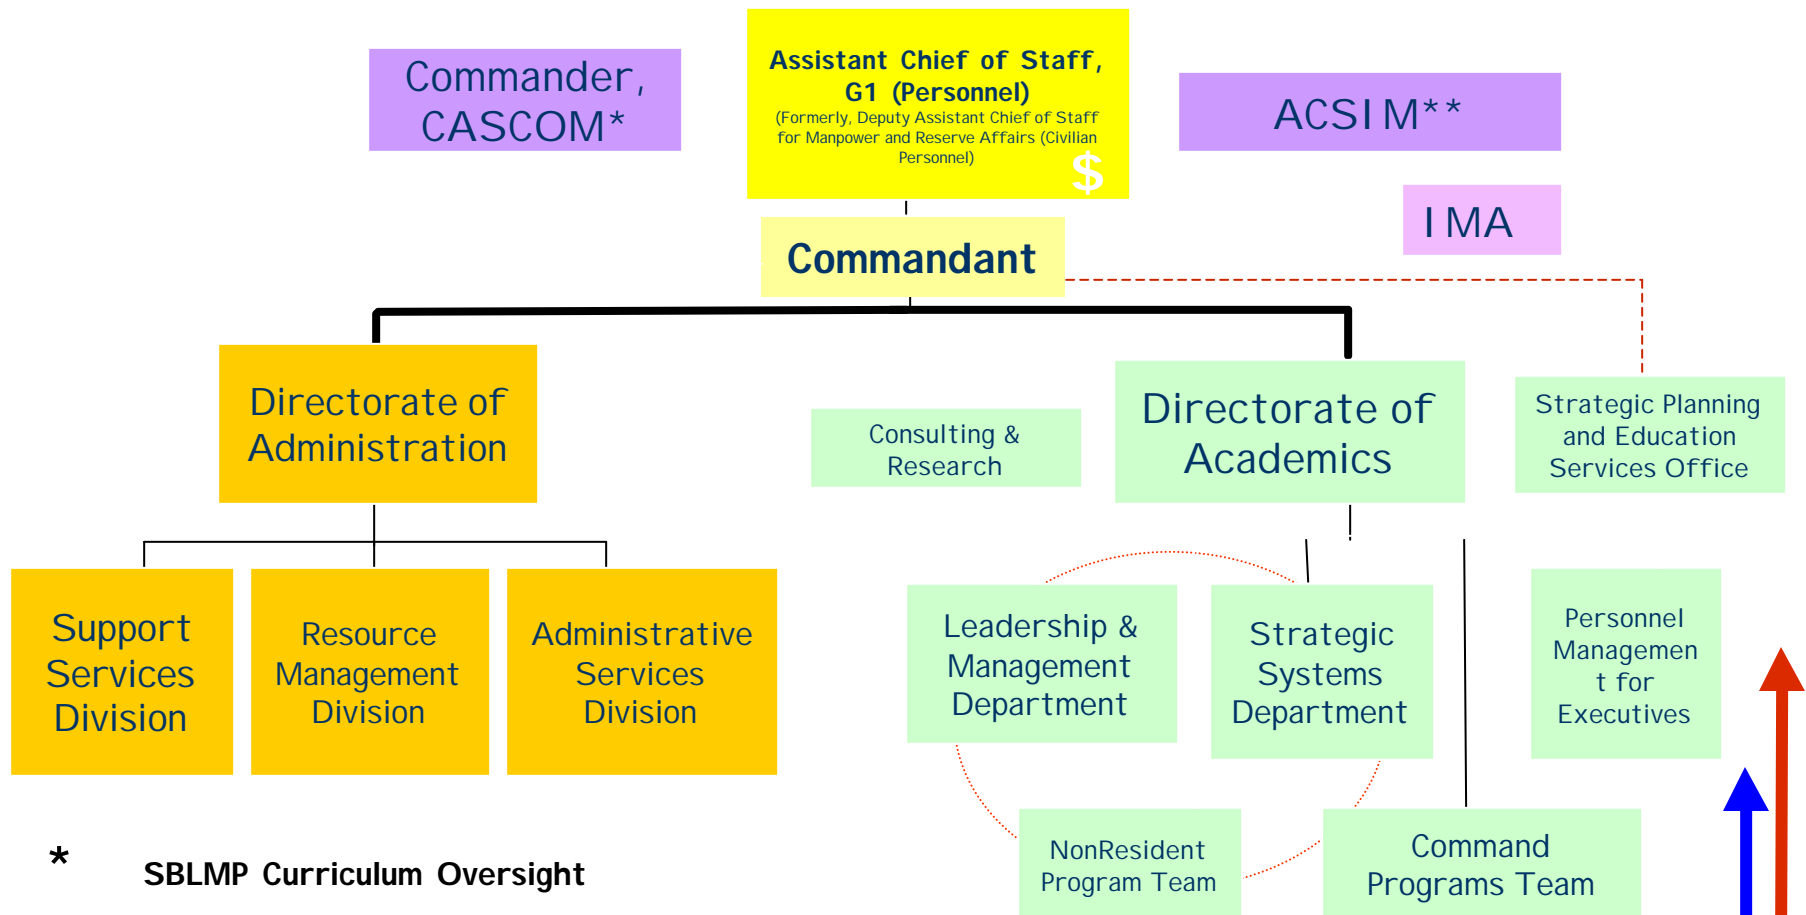 Assistant Chief of Staff,
G1 (Personnel)
(Formerly, Deputy Assistant Chief of Staff
for Manpower and Reserve Affairs (Civilian
Personnel)
$
Commander,
CASCOM*
ACSIM**
IMA
Commandant
Directorate of
Administration
Consulting &
Research
Directorate of
Academics
Strategic Planning
and Education
Services Office
Support
Services
Division
Resource
Management
Division
Administrative
Services
Division
Leadership &
Management
Department
Strategic
Systems
Department
Personnel
Managemen
t for
Executives
NonResident
Program Team
Command
Programs Team
* SBLMP Curriculum Oversight